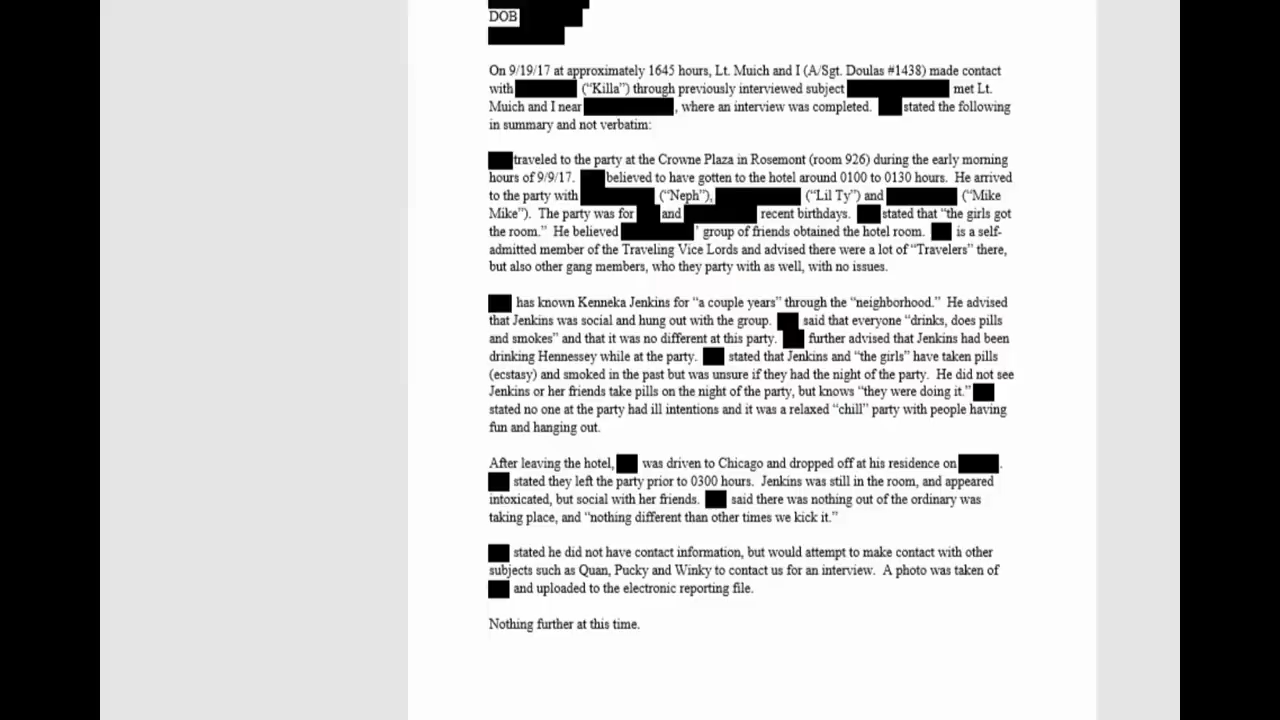 DOB
On 9/19/17 at approximately 1645 hours, Lt. Muich and I (A/Sgt. Doulas #1438) made contact
with (“Killa”) through previously interviewed subject met Lt.
Muich and I near , where an interview was completed. stated the following
in summary and not verbatim:
traveled to the party at the Crowne Plaza in Rosemont (room 926) during the early morning
hours of 9/9/17. believed to have gotten to the hotel around 0100 to 0130 hours. He arrived
to the party with (“Neph”), (“Lil Ty”) and (“Mike
Mike”). The party was for and recent birthdays. stated that “the girls got
the room.” He believed ’ group of friends obtained the hotel room. is a self-
admitted member of the Traveling Vice Lords and advised there were a lot of “Travelers” there,
but also other gang members, who they party with as well, with no issues.
has known Kenneka Jenkins for “a couple years” through the “neighborhood.” He advised
that Jenkins was social and hung out with the group. said that everyone “drinks, does pills
and smokes” and that it was no different at this party. further advised that Jenkins had been
drinking Hennessey while at the party. stated that Jenkins and “the girls” have taken pills
(ecstasy) and smoked in the past but was unsure if they had the night of the party. He did not see
Jenkins or her friends take pills on the night of the party, but knows “they were doing it.”
stated no one at the party had ill intentions and it was a relaxed “chill” party with people having
fun and hanging out.
After leaving the hotel, was driven to Chicago and dropped off at his residence on .
stated they left the party prior to 0300 hours. Jenkins was still in the room, and appeared
intoxicated, but social with her friends. said there was nothing out of the ordinary was
taking place, and “nothing different than other times we kick it.”
stated he did not have contact information, but would attempt to make contact with other
subjects such as Quan, Pucky and Winky to contact us for an interview. A photo was taken of
and uploaded to the electronic reporting file.
Nothing further at this time.